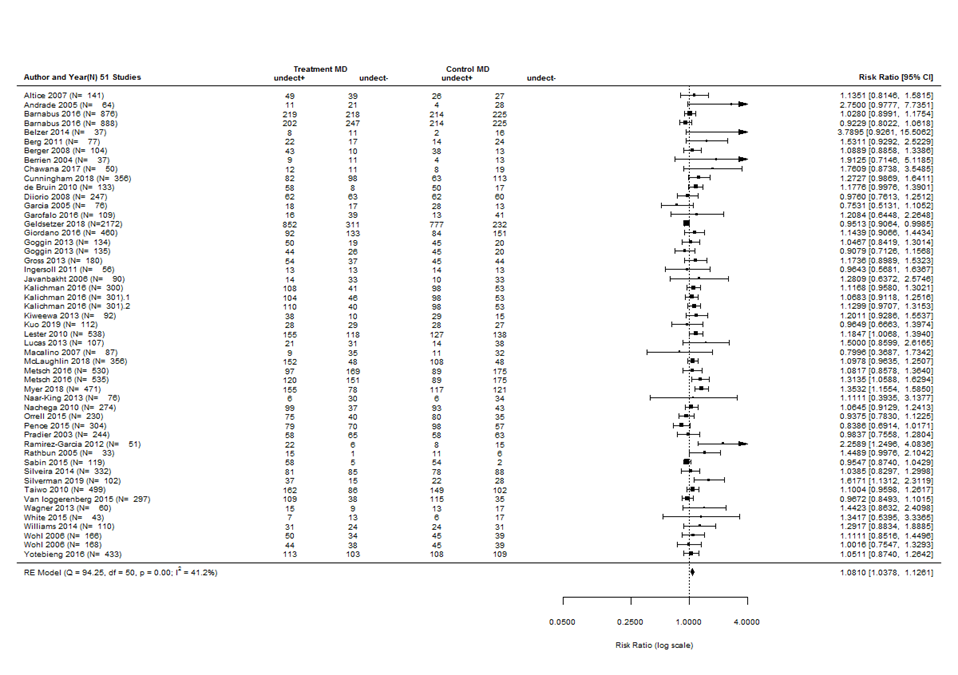 Treatment MD Control MD
Author and Year(N) 51 Studies undect+ undect- undect+ undect- Risk Ratio [95% CI]
Altice 2007 (N= 141) 49 39 26 27 1.1351 [0.8146, 1.5815]
Andrade 2005 (N= 64) 11 21 4 28 2.7500 [0.9777, 7.7351]
Barnabus 2016 (N= 876) 219 218 214 225 1.0280 [0.8991, 1.1754]
Barnabus 2016 (N= 888) 202 247 214 225 0.9229 [0.8022, 1.0618]
Belzer 2014 (N= 37) 8 11 2 16 3.7895 [0.9261, 15.5062]
Berg 2011 (N= 77) 22 17 14 24 1.5311 [0.9292, 2.5229]
Berger 2008 (N= 104) 43 10 38 13 1.0889 [0.8858, 1.3386]
Berrien 2004 (N= 37) 9 11 4 13 1.9125 [0.7146, 5.1185]
Chawana 2017 (N= 50) 12 11 8 19 1.7609 [0.8738, 3.5485]
Cunningham 2018 (N= 356) 82 98 63 113 1.2727 [0.9869, 1.6411]
de Bruin 2010 (N= 133) 58 8 50 17 1.1776 [0.9976, 1.3901]
Diiorio 2008 (N= 247) 62 63 62 60 0.9760 [0.7613, 1.2512]
Garcia 2005 (N= 76) 18 17 28 13 0.7531 [0.5131, 1.1052]
Garofalo 2016 (N= 109) 16 39 13 41 1.2084 [0.6448, 2.2648]
Geldsetzer 2018(N=2172) 852 311 777 232 0.9513 [0.9064, 0.9985]
Giordano 2016 (N= 460) 92 133 84 151 1.1439 [0.9066, 1.4434]
Goggin 2013 (N= 134) 50 19 45 20 1.0467 [0.8419, 1.3014]
Goggin 2013 (N= 135) 44 26 45 20 0.9079 [0.7126, 1.1568]
Gross 2013 (N= 180) 54 37 45 44 1.1736 [0.8989, 1.5323]
Ingersoll 2011 (N= 56) 13 13 14 13 0.9643 [0.5681, 1.6367]
Javanbakht 2006 (N= 90) 14 33 10 33 1.2809 [0.6372, 2.5746]
Kalichman 2016 (N= 300) 108 41 98 53 1.1168 [0.9580, 1.3021]
Kalichman 2016 (N= 301).1 104 46 98 53 1.0683 [0.9118, 1.2516]
Kalichman 2016 (N= 301).2 110 40 98 53 1.1299 [0.9707, 1.3153]
Kiweewa 2013 (N= 92) 38 10 29 15 1.2011 [0.9286, 1.5537]
Kuo 2019 (N= 112) 28 29 28 27 0.9649 [0.6663, 1.3974]
Lester 2010 (N= 538) 155 118 127 138 1.1847 [1.0068, 1.3940]
Lucas 2013 (N= 107) 21 31 14 38 1.5000 [0.8599, 2.6165]
Macalino 2007 (N= 87) 9 35 11 32 0.7996 [0.3687, 1.7342]
McLaughlin 2018 (N= 356) 152 48 108 48 1.0978 [0.9635, 1.2507]
Metsch 2016 (N= 530) 97 169 89 175 1.0817 [0.8578, 1.3640]
Metsch 2016 (N= 535) 120 151 89 175 1.3135 [1.0588, 1.6294]
Myer 2018 (N= 471) 155 78 117 121 1.3532 [1.1554, 1.5850]
Naar-King 2013 (N= 76) 6 30 6 34 1.1111 [0.3935, 3.1377]
Nachega 2010 (N= 274) 99 37 93 43 1.0645 [0.9129, 1.2413]
Orrell 2015 (N= 230) 75 40 80 35 0.9375 [0.7830, 1.1225]
Pence 2015 (N= 304) 79 70 98 57 0.8386 [0.6914, 1.0171]
Pradier 2003 (N= 244) 58 65 58 63 0.9837 [0.7558, 1.2804]
Ramirez-Garcia 2012 (N= 51) 22 6 8 15 2.2589 [1.2496, 4.0836]
Rathbun 2005 (N= 33) 15 1 11 6 1.4489 [0.9976, 2.1042]
Sabin 2015 (N= 119) 58 5 54 2 0.9547 [0.8740, 1.0429]
Silveira 2014 (N= 332) 81 85 78 88 1.0385 [0.8297, 1.2998]
Silverman 2019 (N= 102) 37 15 22 28 1.6171 [1.1312, 2.3119]
Taiwo 2010 (N= 499) 162 86 149 102 1.1004 [0.9598, 1.2617]
Van loggerenberg 2015 (N= 297) 109 38 115 35 0.9672 [0.8493, 1.1015]
Wagner 2013 (N= 60) 15 9 13 17 1.4423 [0.8632, 2.4098]
White 2015 (N= 43) 7 13 6 17 1.3417 [0.5395, 3.3365]
Williams 2014 (N= 110) 31 24 24 31 1.2917 [0.8834, 1.8885]
Wohl 2006 (N= 166) 50 34 45 39 1.1111 [0.8516, 1.4496]
Wohl 2006 (N= 168) 44 38 45 39 1.0016 [0.7547, 1.3293]
Yotebieng 2016 (N= 433) 113 103 108 109 1.0511 [0.8740, 1.2642]
RE Model (Q = 94.25, df = 50, p = 0.00; I² = 41.2%) 1.0810 [1.0378, 1.1261]
0.0500 0.2500 1.0000 4.0000
Risk Ratio (log scale)